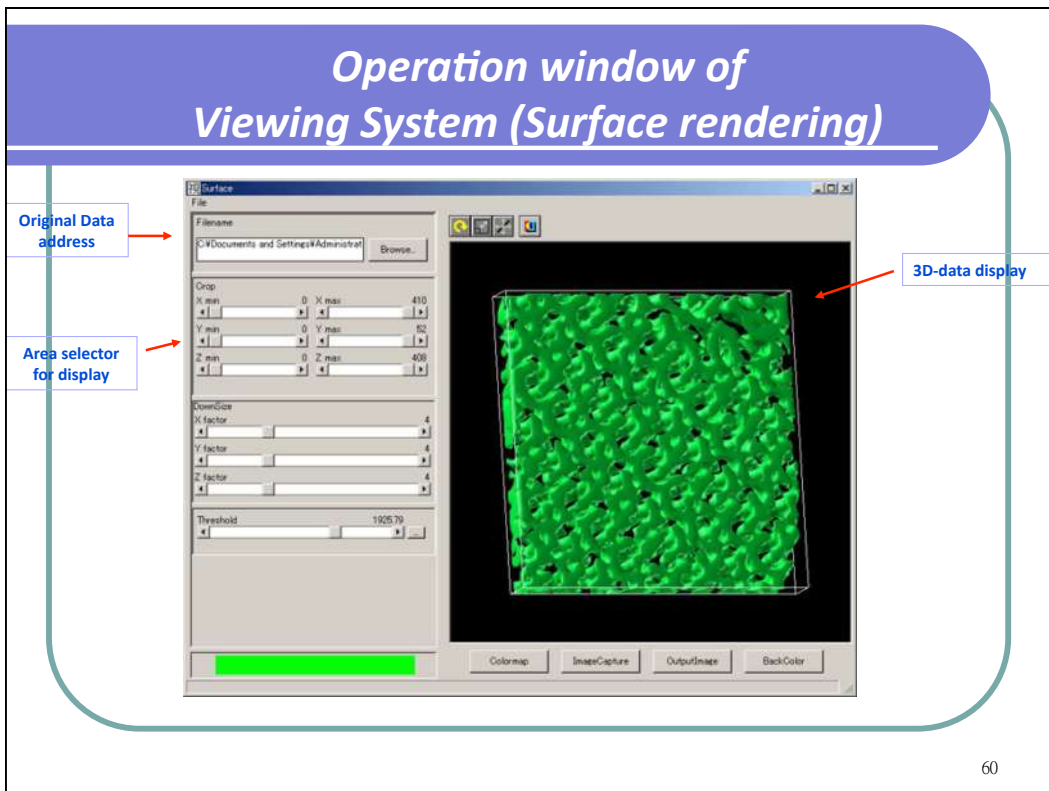 Operation window of
Viewing System (Surface rendering)
Original Data
address
Area selector
for display
3D-data display
Surface
File
Filename
C:¥Documents and Settings¥Administrat
Browse..
Crop
X min 0 X max 410
Y min 0 Y max 52
Z min 0 Z max 408
DownSize
X factor 4
Y factor 4
Z factor 4
Threshold 1925.79
...
Colormap
ImageCapture
OutputImage
BackColor
60